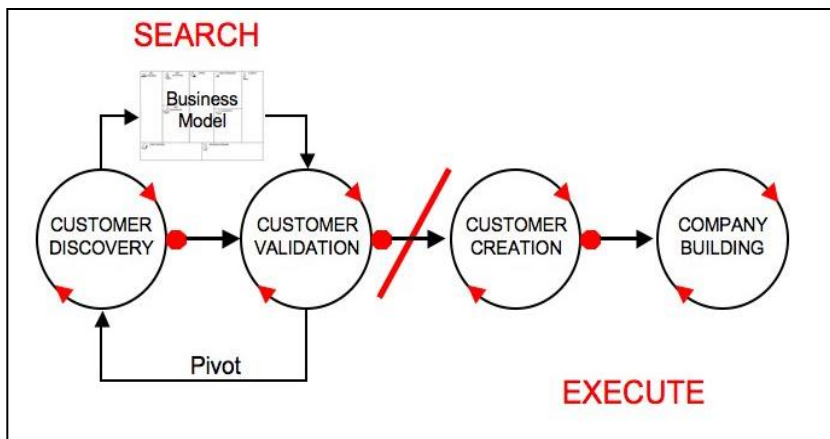 SEARCH
Business
Model
CUSTOMER
DISCOVERY
CUSTOMER
VALIDATION
CUSTOMER
CREATION
COMPANY
BUILDING
Pivot
EXECUTE